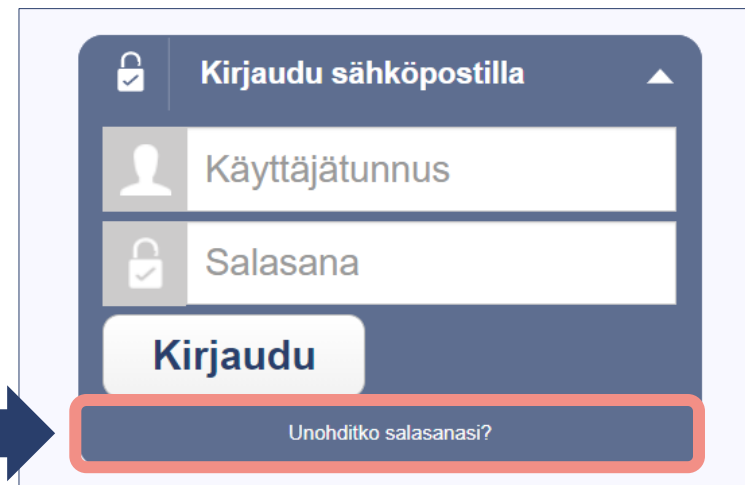 Kirjaudu sähköpostilla
Käyttäjätunnus
Salasana
Kirjaudu
Unohditko salasanasi?